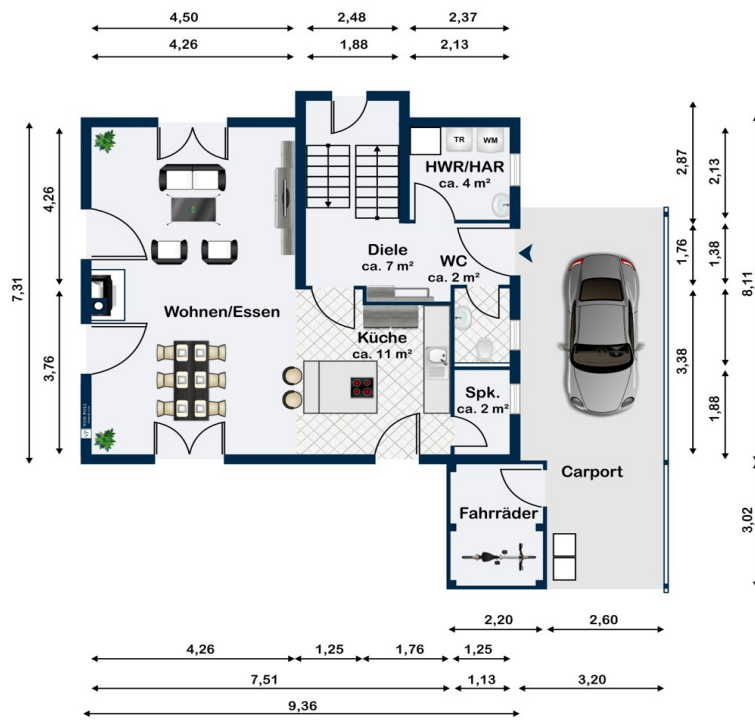 4,50
2,48
2,37
4,26
1,88
2,13
TR
WM
HWR/HAR
ca. 4 m²
4,26
2,87
2,13
7,31
Diele
ca. 7 m²
WC
ca. 2 m²
1,76
1,38
8,11
Wohnen/Essen
Küche
ca. 11 m²
3,76
3,38
Spk.
ca. 2 m²
1,88
VON POLL
VP
Carport
Fahrräder
3,02
2,20
2,60
4,26
1,25
1,76
1,25
7,51
1,13
3,20
9,36